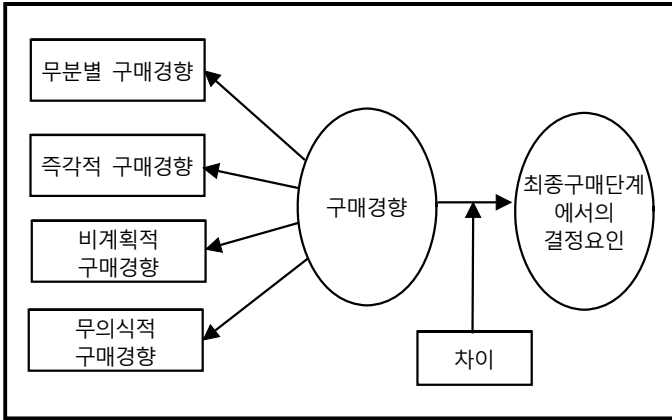 무분별 구매경향
즉각적 구매경향
비계획적
구매경향
무의식적
구매경향
구매경향
최종구매단계
에서의
결정요인
차이